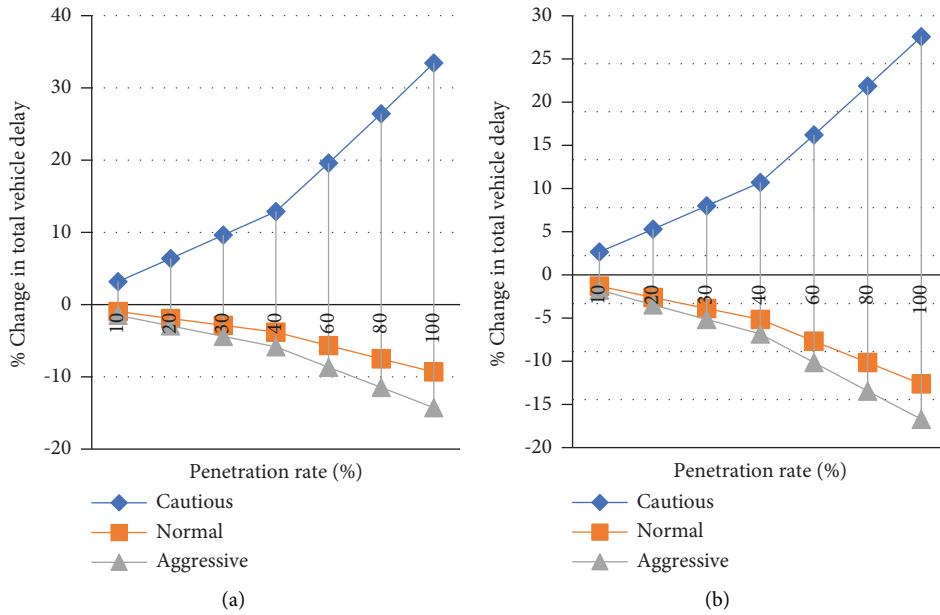 % Change in total vehicle delay
40
30
20
10
0
-10
-20
10
20
30
40
60
80
100
Penetration rate (%)
Cautious
Normal
Aggressive
(a)
% Change in total vehicle delay
30
25
20
15
10
5
0
-5
-10
-15
-20
10
20
30
40
60
80
100
Penetration rate (%)
Cautious
Normal
Aggressive
(b)